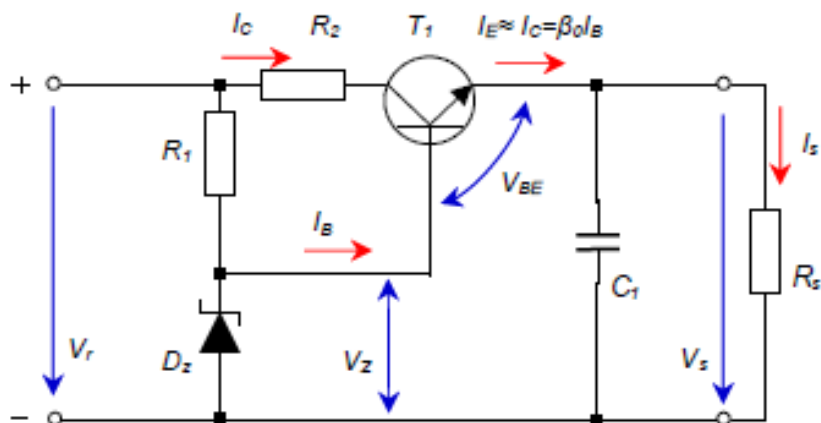 I_C R_2 T_1 I_E≈ I_C=β_0I_B
+
R_1 I_s
V_BE
I_B
R_s
C_1
V_r D_z V_Z V_s
−